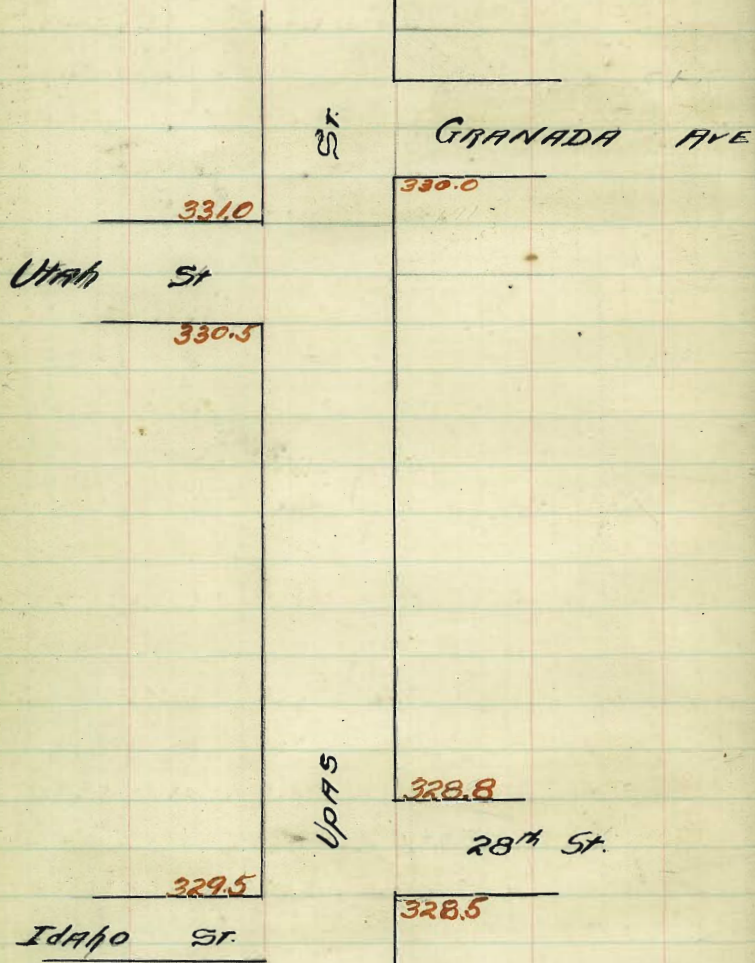 St.
GRANADA AVE
330.0
331.0
Utah St
330.5
UpAS
328.8
28th St.
329.5
328.5
IdAho ST.